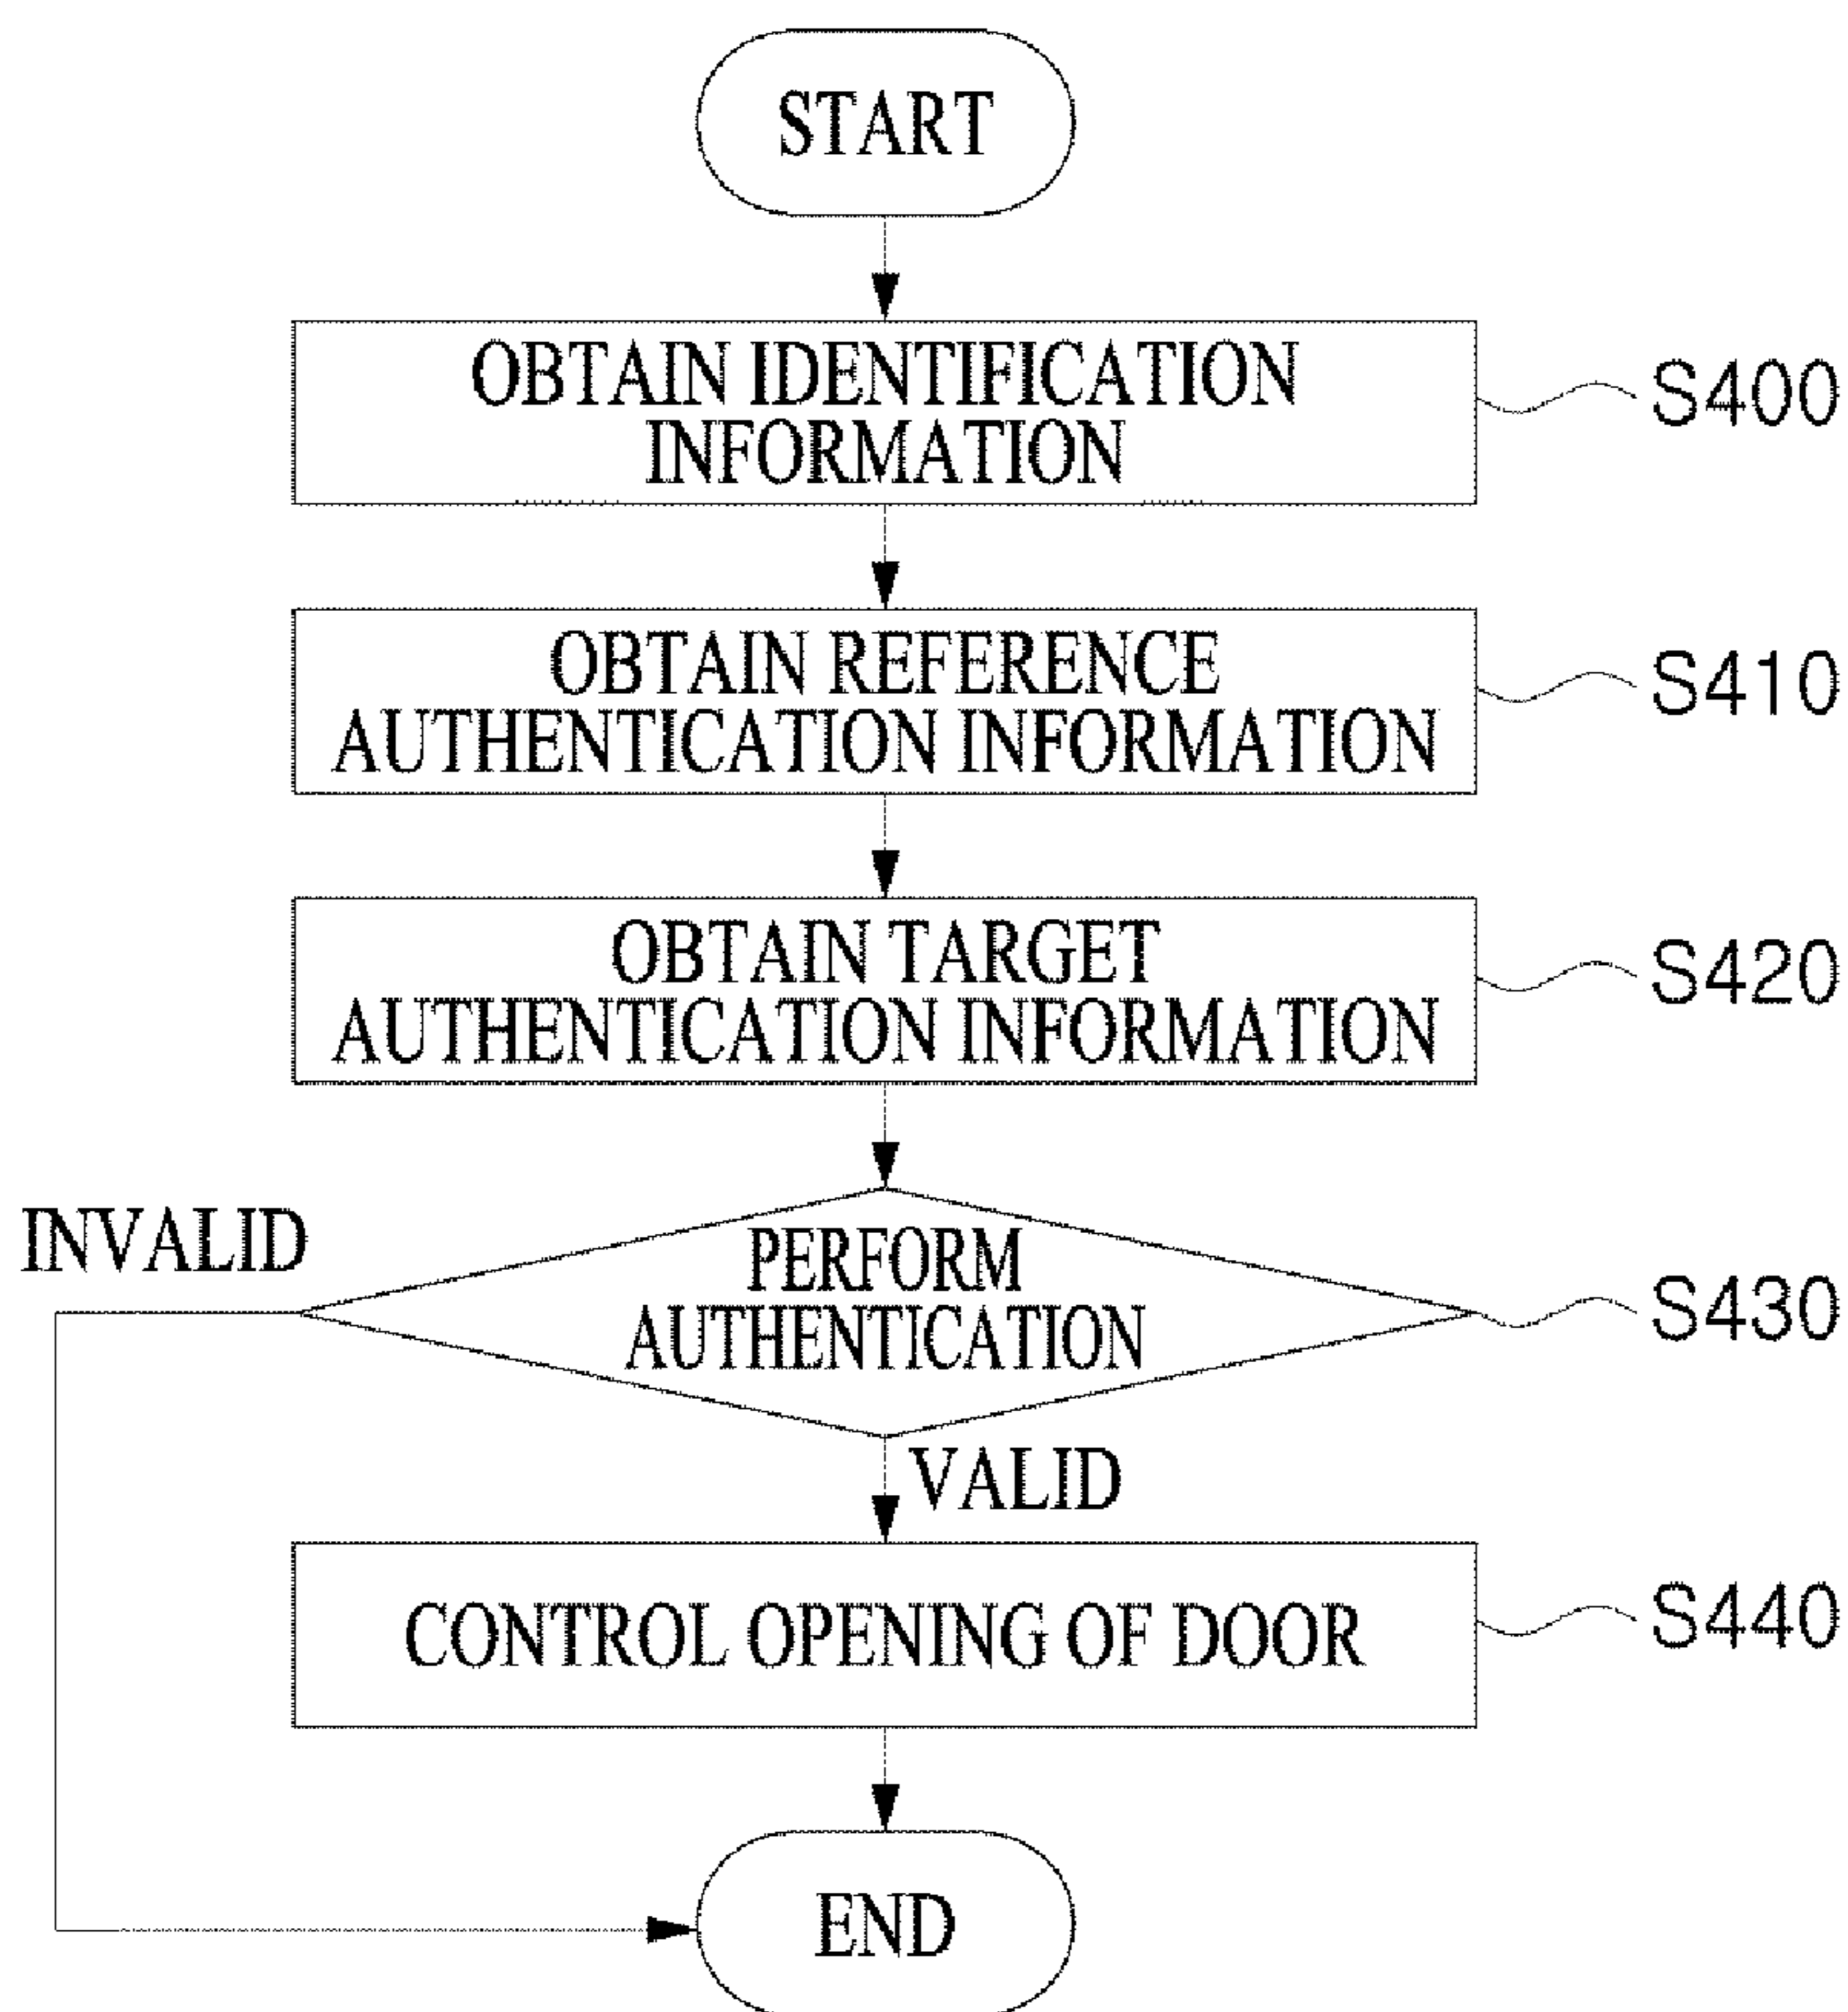 START
OBTAIN IDENTIFICATION
INFORMATION
S400
OBTAIN REFERENCE
AUTHENTICATION INFORMATION
S410
OBTAIN TARGET
AUTHENTICATION INFORMATION
S420
INVALID
PERFORM
AUTHENTICATION
S430
VALID
CONTROL OPENING OF DOOR
S440
END